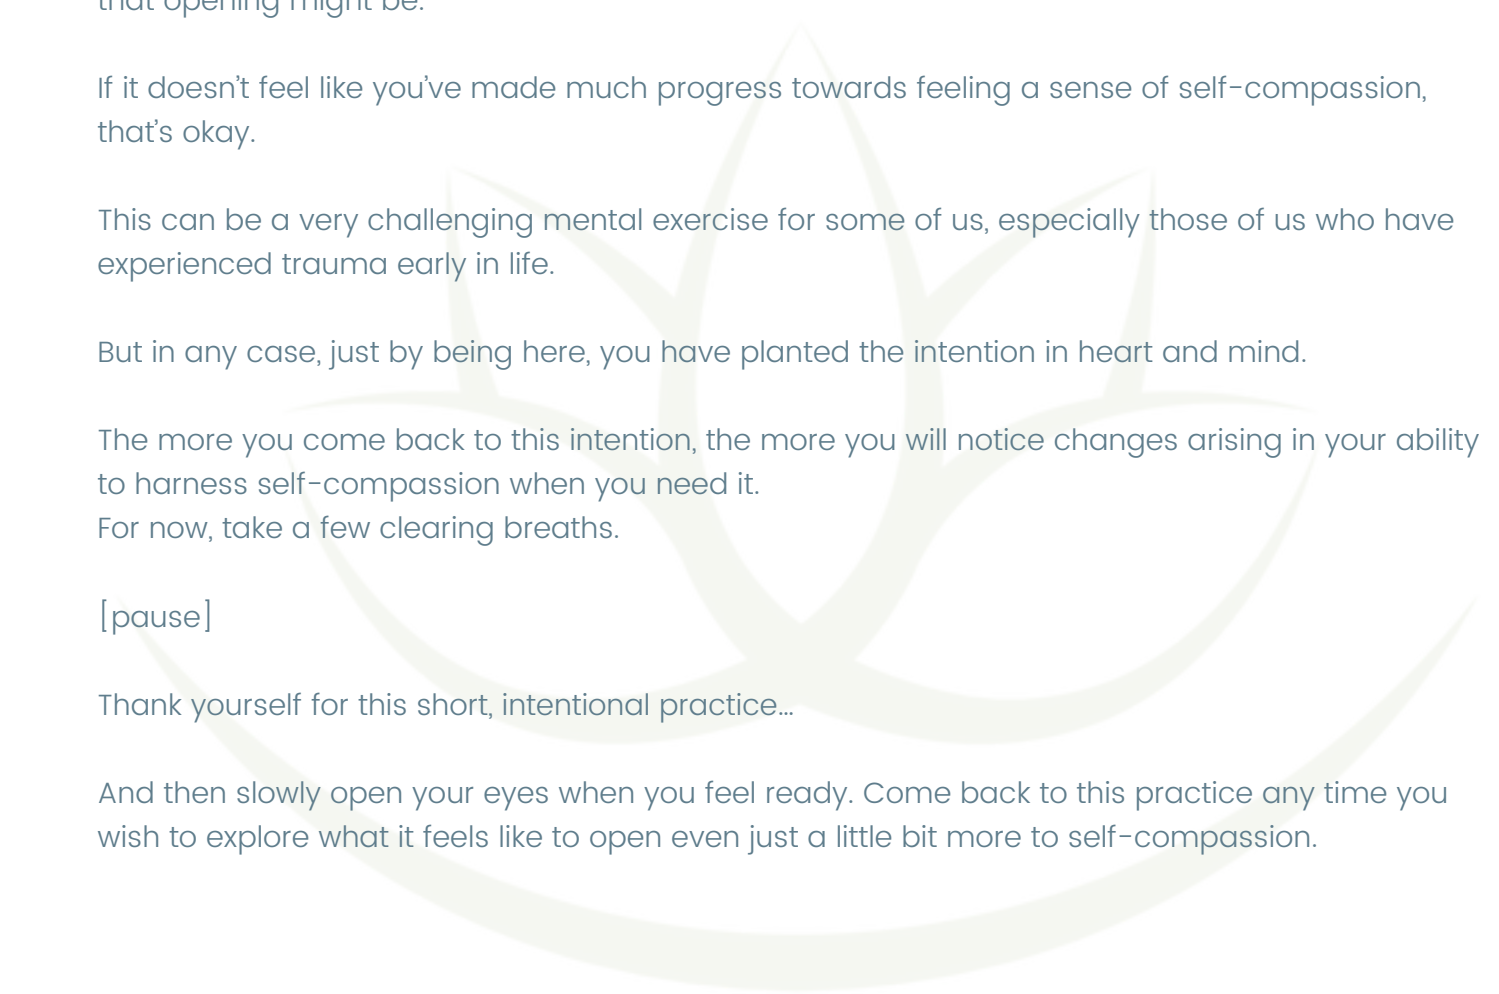 that opening might be.
If it doesn't feel like you've made much progress towards feeling a sense of self-compassion,
that's okay.
This can be a very challenging mental exercise for some of us, especially those of us who have
experienced trauma early in life.
But in any case, just by being here, you have planted the intention in heart and mind.
The more you come back to this intention, the more you will notice changes arising in your ability
to harness self-compassion when you need it.
For now, take a few clearing breaths.
[pause]
Thank yourself for this short, intentional practice...
And then slowly open your eyes when you feel ready. Come back to this practice any time you
wish to explore what it feels like to open even just a little bit more to self-compassion.